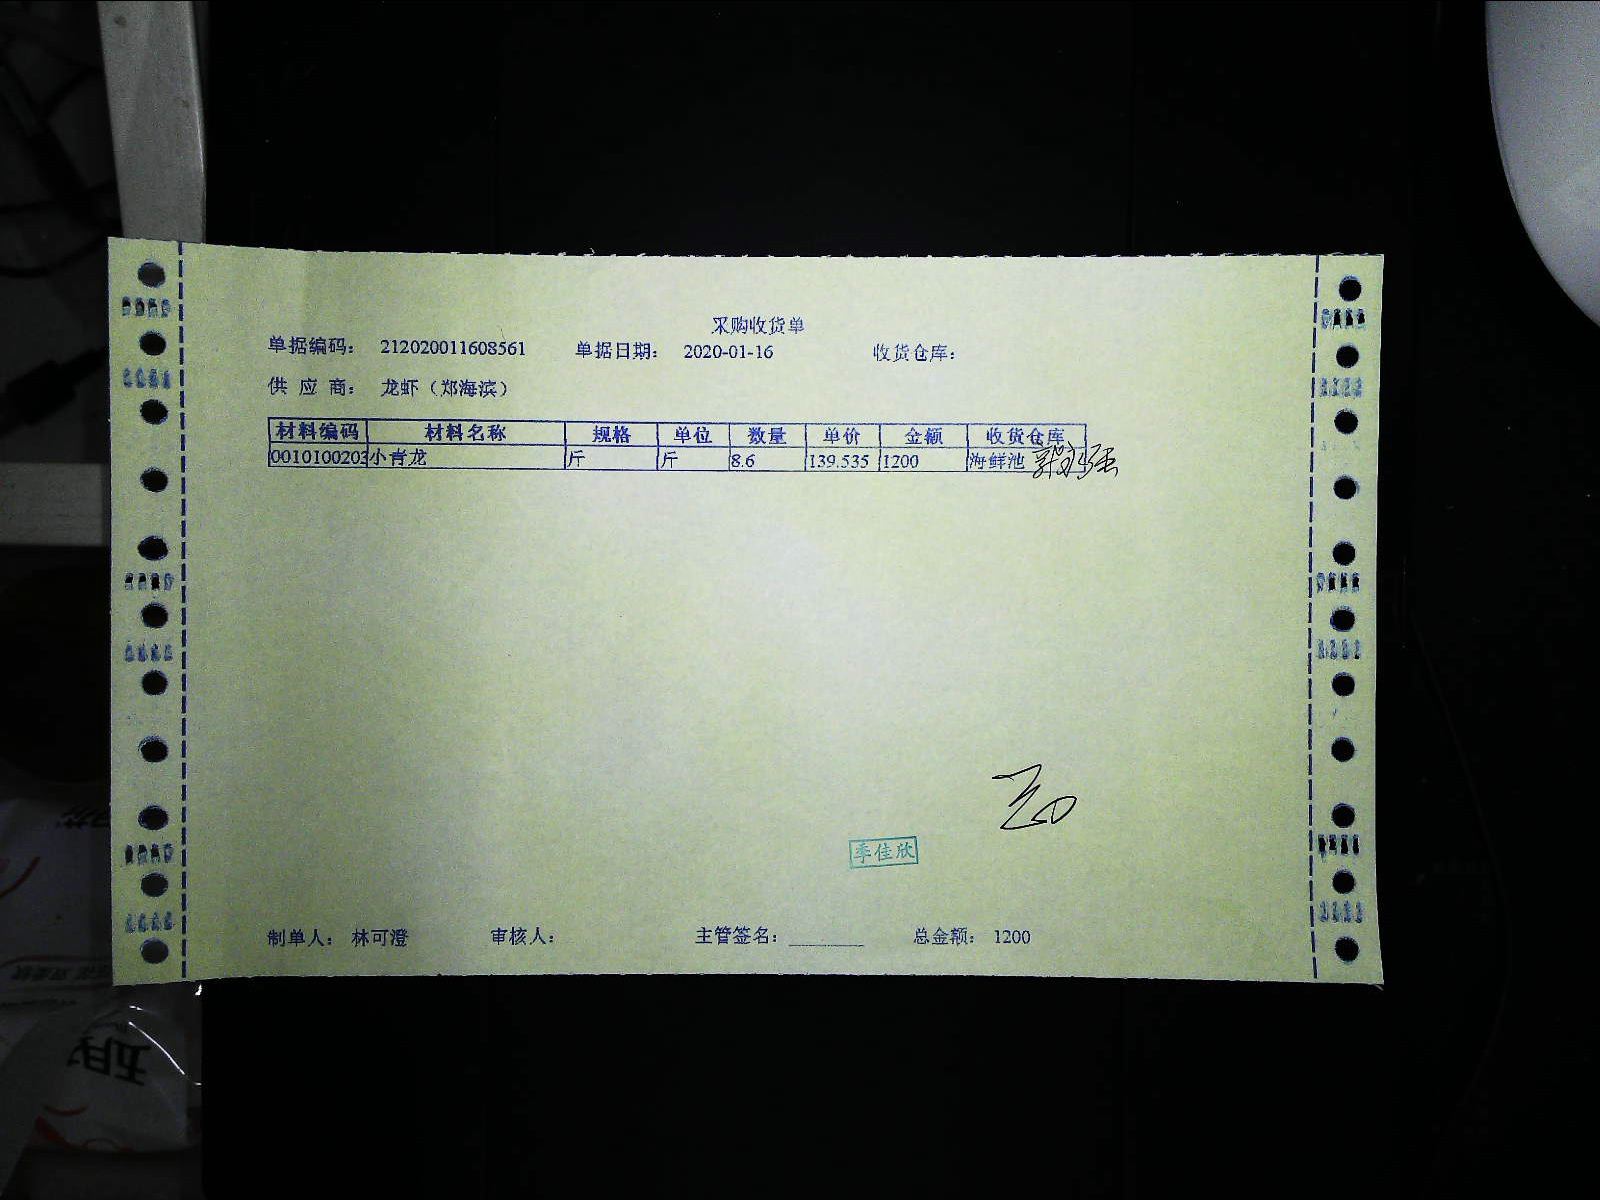 采购收货单
单据编码： 212020011608561 单据日期： 2020-01-16 收货仓库：
供 应 商： 龙虾（郑海滨）
材料编码 材料名称 规格 单位 数量 单价 金额 收货仓库
0010100203 小青龙 斤 斤 8.6 139.535 1200 海鲜池
季佳欣
制单人： 林可澄 审核人： 主管签名： 总金额： 1200